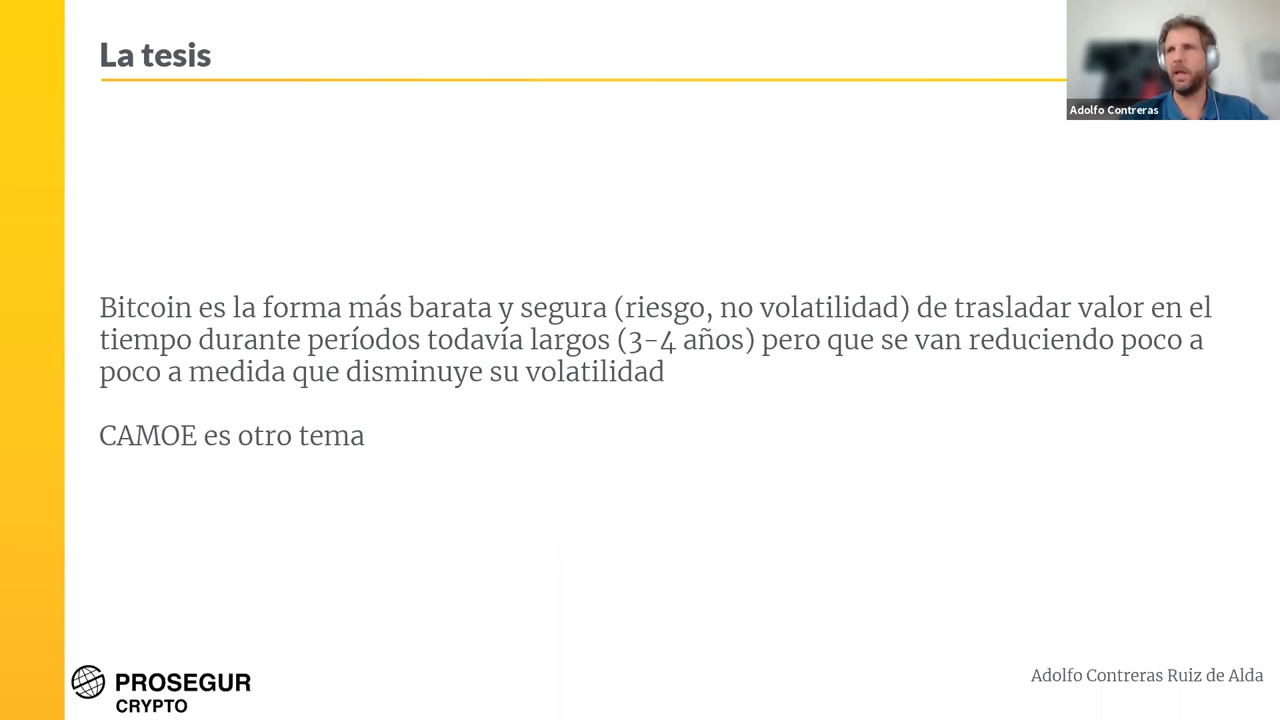 La tesis
Adolfo Contreras
Bitcoin es la forma más barata y segura (riesgo, no volatilidad) de trasladar valor en el
tiempo durante períodos todavía largos (3-4 años) pero que se van reduciendo poco a
poco a medida que disminuye su volatilidad
CAMOE es otro tema
PROSEGUR
CRYPTO
Adolfo Contreras Ruiz de Alda